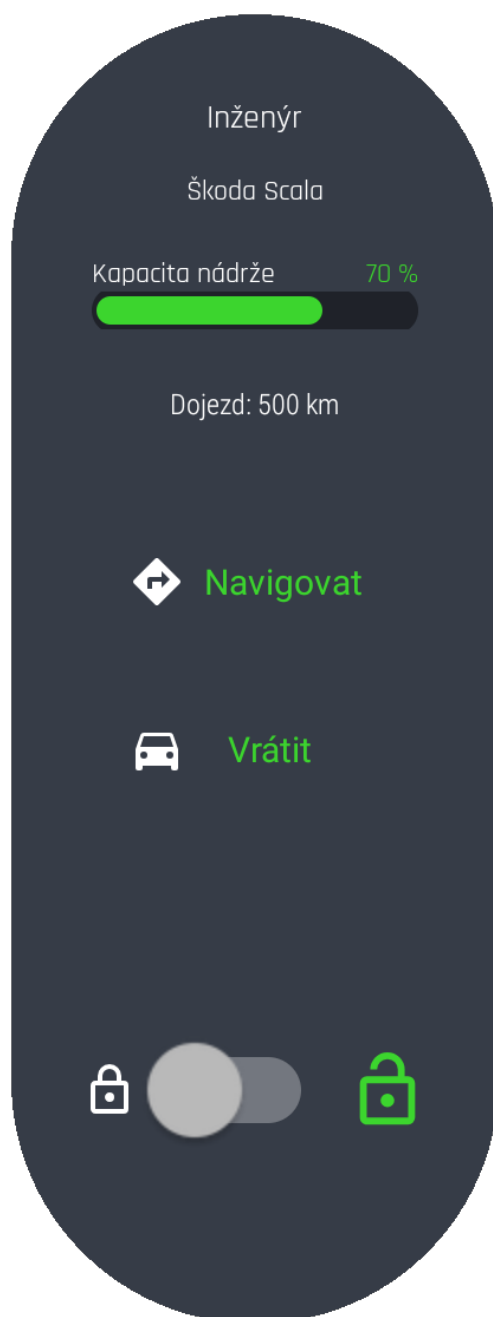 Inženýr
Škoda Scala
Kapacita nádrže 70 %
Dojezd: 500 km
Navigovat
Vrátit